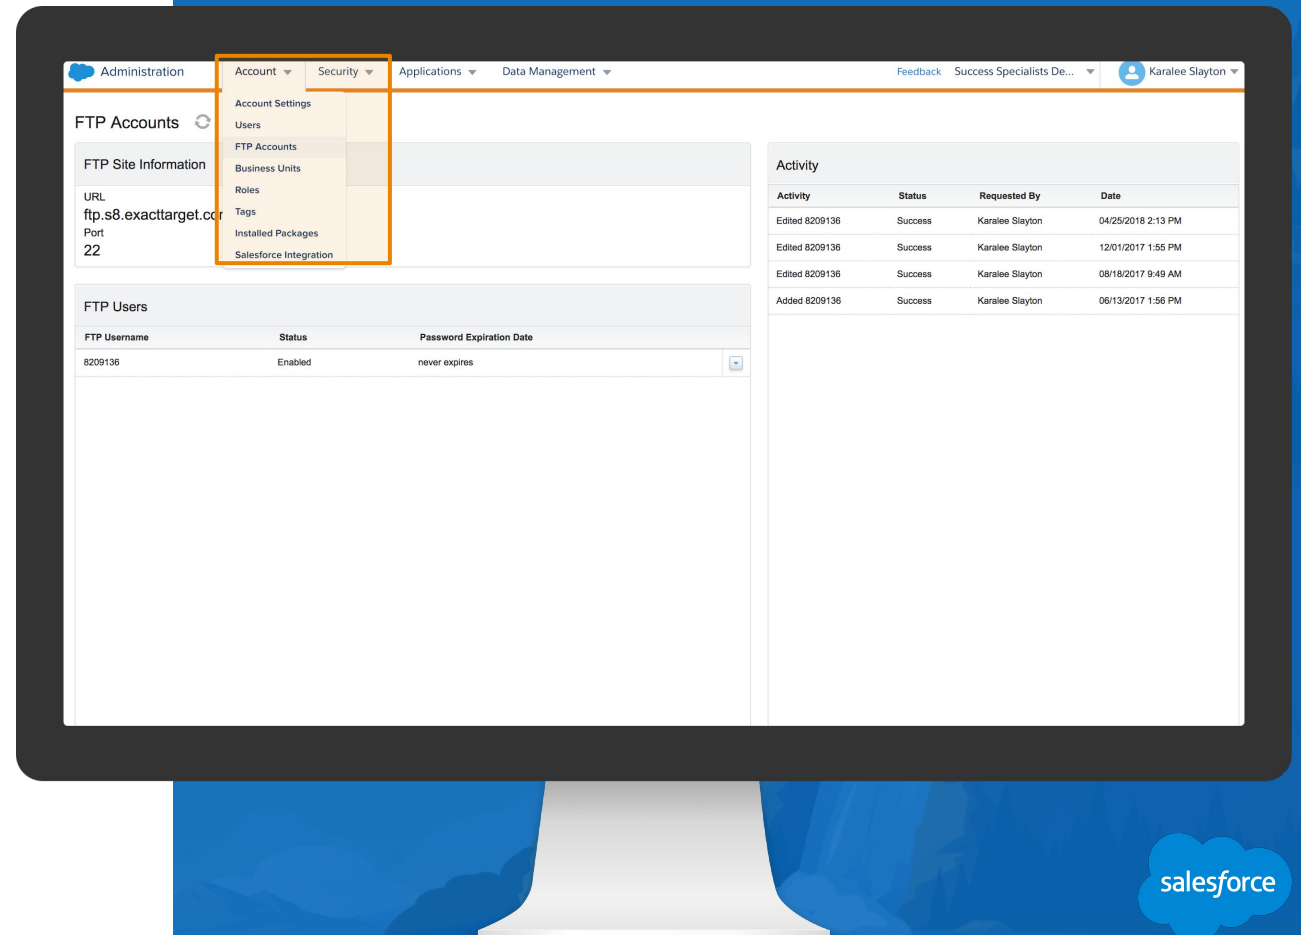 Administration
Account
Security
Applications
Data Management
Feedback
Success Specialists De...
Karalee Slayton
Account Settings
Users
FTP Accounts
Business Units
Roles
Tags
Installed Packages
Salesforce Integration
FTP Accounts
FTP Site Information
URL
ftp.s8.exacttarget.co
Port
22
FTP Users
FTP Username Status Password Expiration Date
8209136 Enabled never expires
Activity
Activity Status Requested By Date
Edited 8209136 Success Karalee Slayton 04/25/2018 2:13 PM
Edited 8209136 Success Karalee Slayton 12/01/2017 1:55 PM
Edited 8209136 Success Karalee Slayton 08/18/2017 9:49 AM
Added 8209136 Success Karalee Slayton 06/13/2017 1:56 PM
salesforce